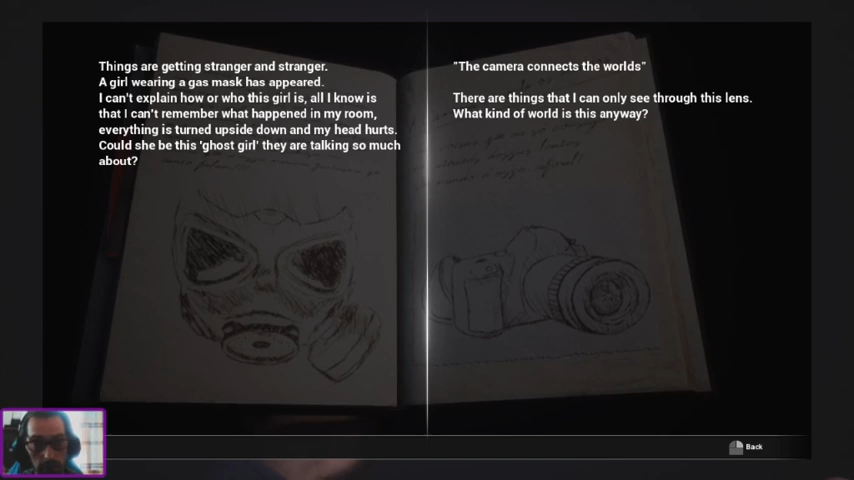 Things are getting stranger and stranger.
A girl wearing a gas mask has appeared.
I can't explain how or who this girl is, all I know is
that I can't remember what happened in my room,
everything is turned upside down and my head hurts.
Could she be this 'ghost girl' they are talking so much
about?
"The camera connects the worlds"
There are things that I can only see through this lens.
What kind of world is this anyway?
Back